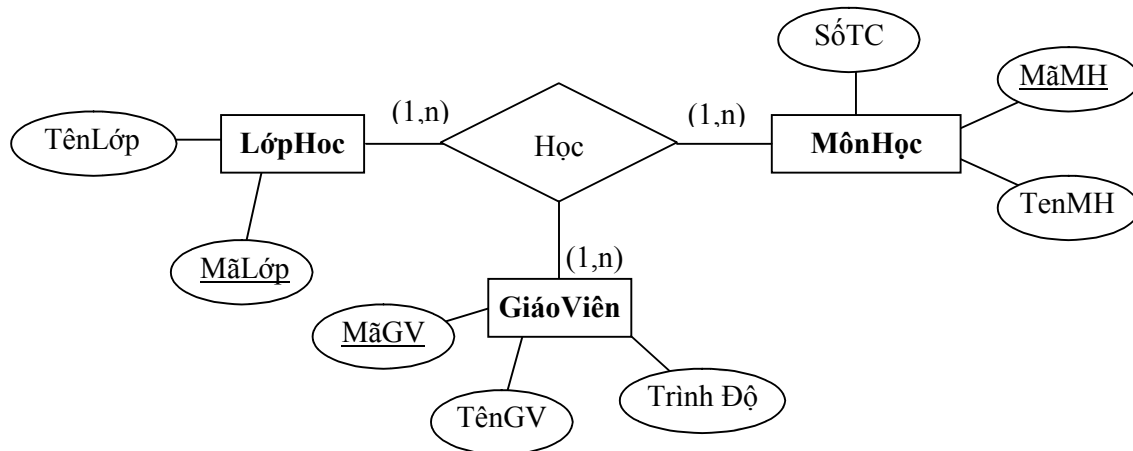 SốTC
MãMH
(1,n)
(1,n)
TênLớp
LớpHoc
Học
MônHọc
TenMH
MãLớp
(1,n)
GiáoViên
MãGV
TênGV
Trình Độ